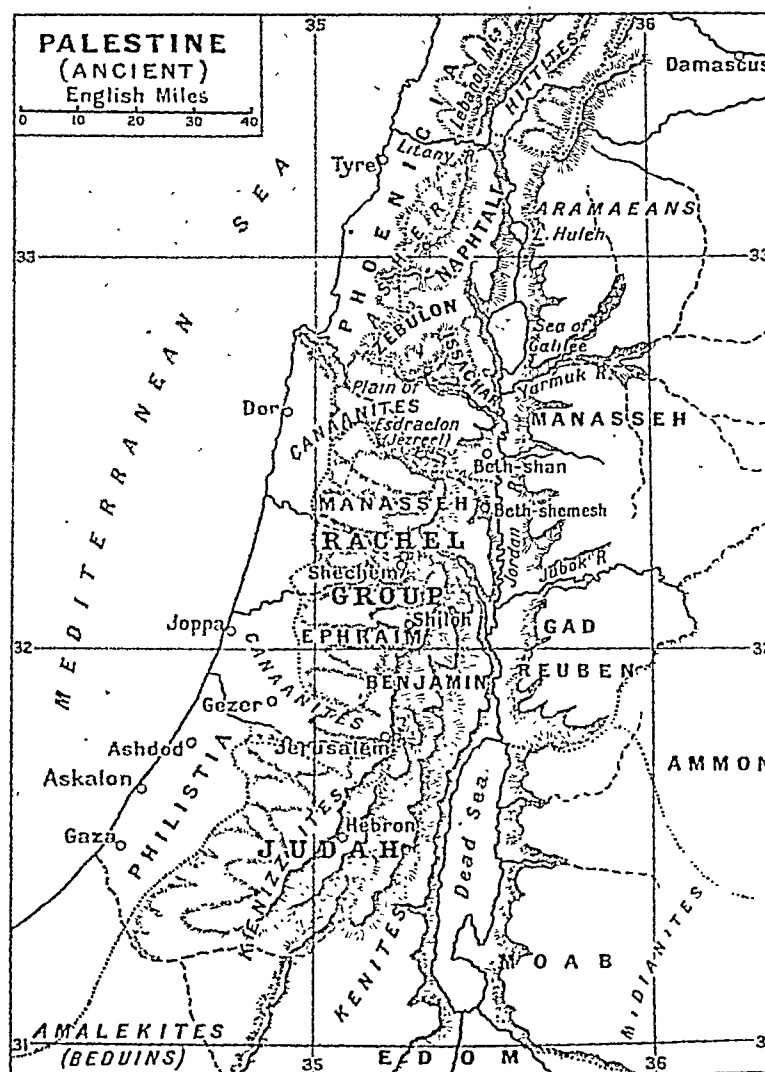 PALESTINE
(ANCIENT)
English Miles
10 0 10 20 30 40
35
36
Damascus
HITTITES
Lebanon Mts
PHOENICIA
Litany R.
Tyre
MEDITERRANEAN SEA
ASHER
NAPHTALI
ARAMAEANS
L. Huleh
33
33
ZEBULON
ISSACHAR
Sea of
Galilee
Yarmuk R.
Plain of
Esdraelon
(Jezreel)
Dor
CANAANITES
MANASSEH
Beth-shan
MANASSEH
Beth-shemesh
RACHEL
GROUP
Jordan R
Jabok R
Shechem
Shiloh
Joppa
EPHRAIM
GAD
32
REUBEN
BENJAMIN
CANAANITES
Gezer
Jerusalem
Ashdod
AMMON
Askalon
PHILISTIA
Gaza
Hebron
JUDAH
KENIZZITES
Dead Sea
KENITES
MOAB
MIDIANITES
31
31
AMALEKITES
(BEDUINS)
35
EDOM
36